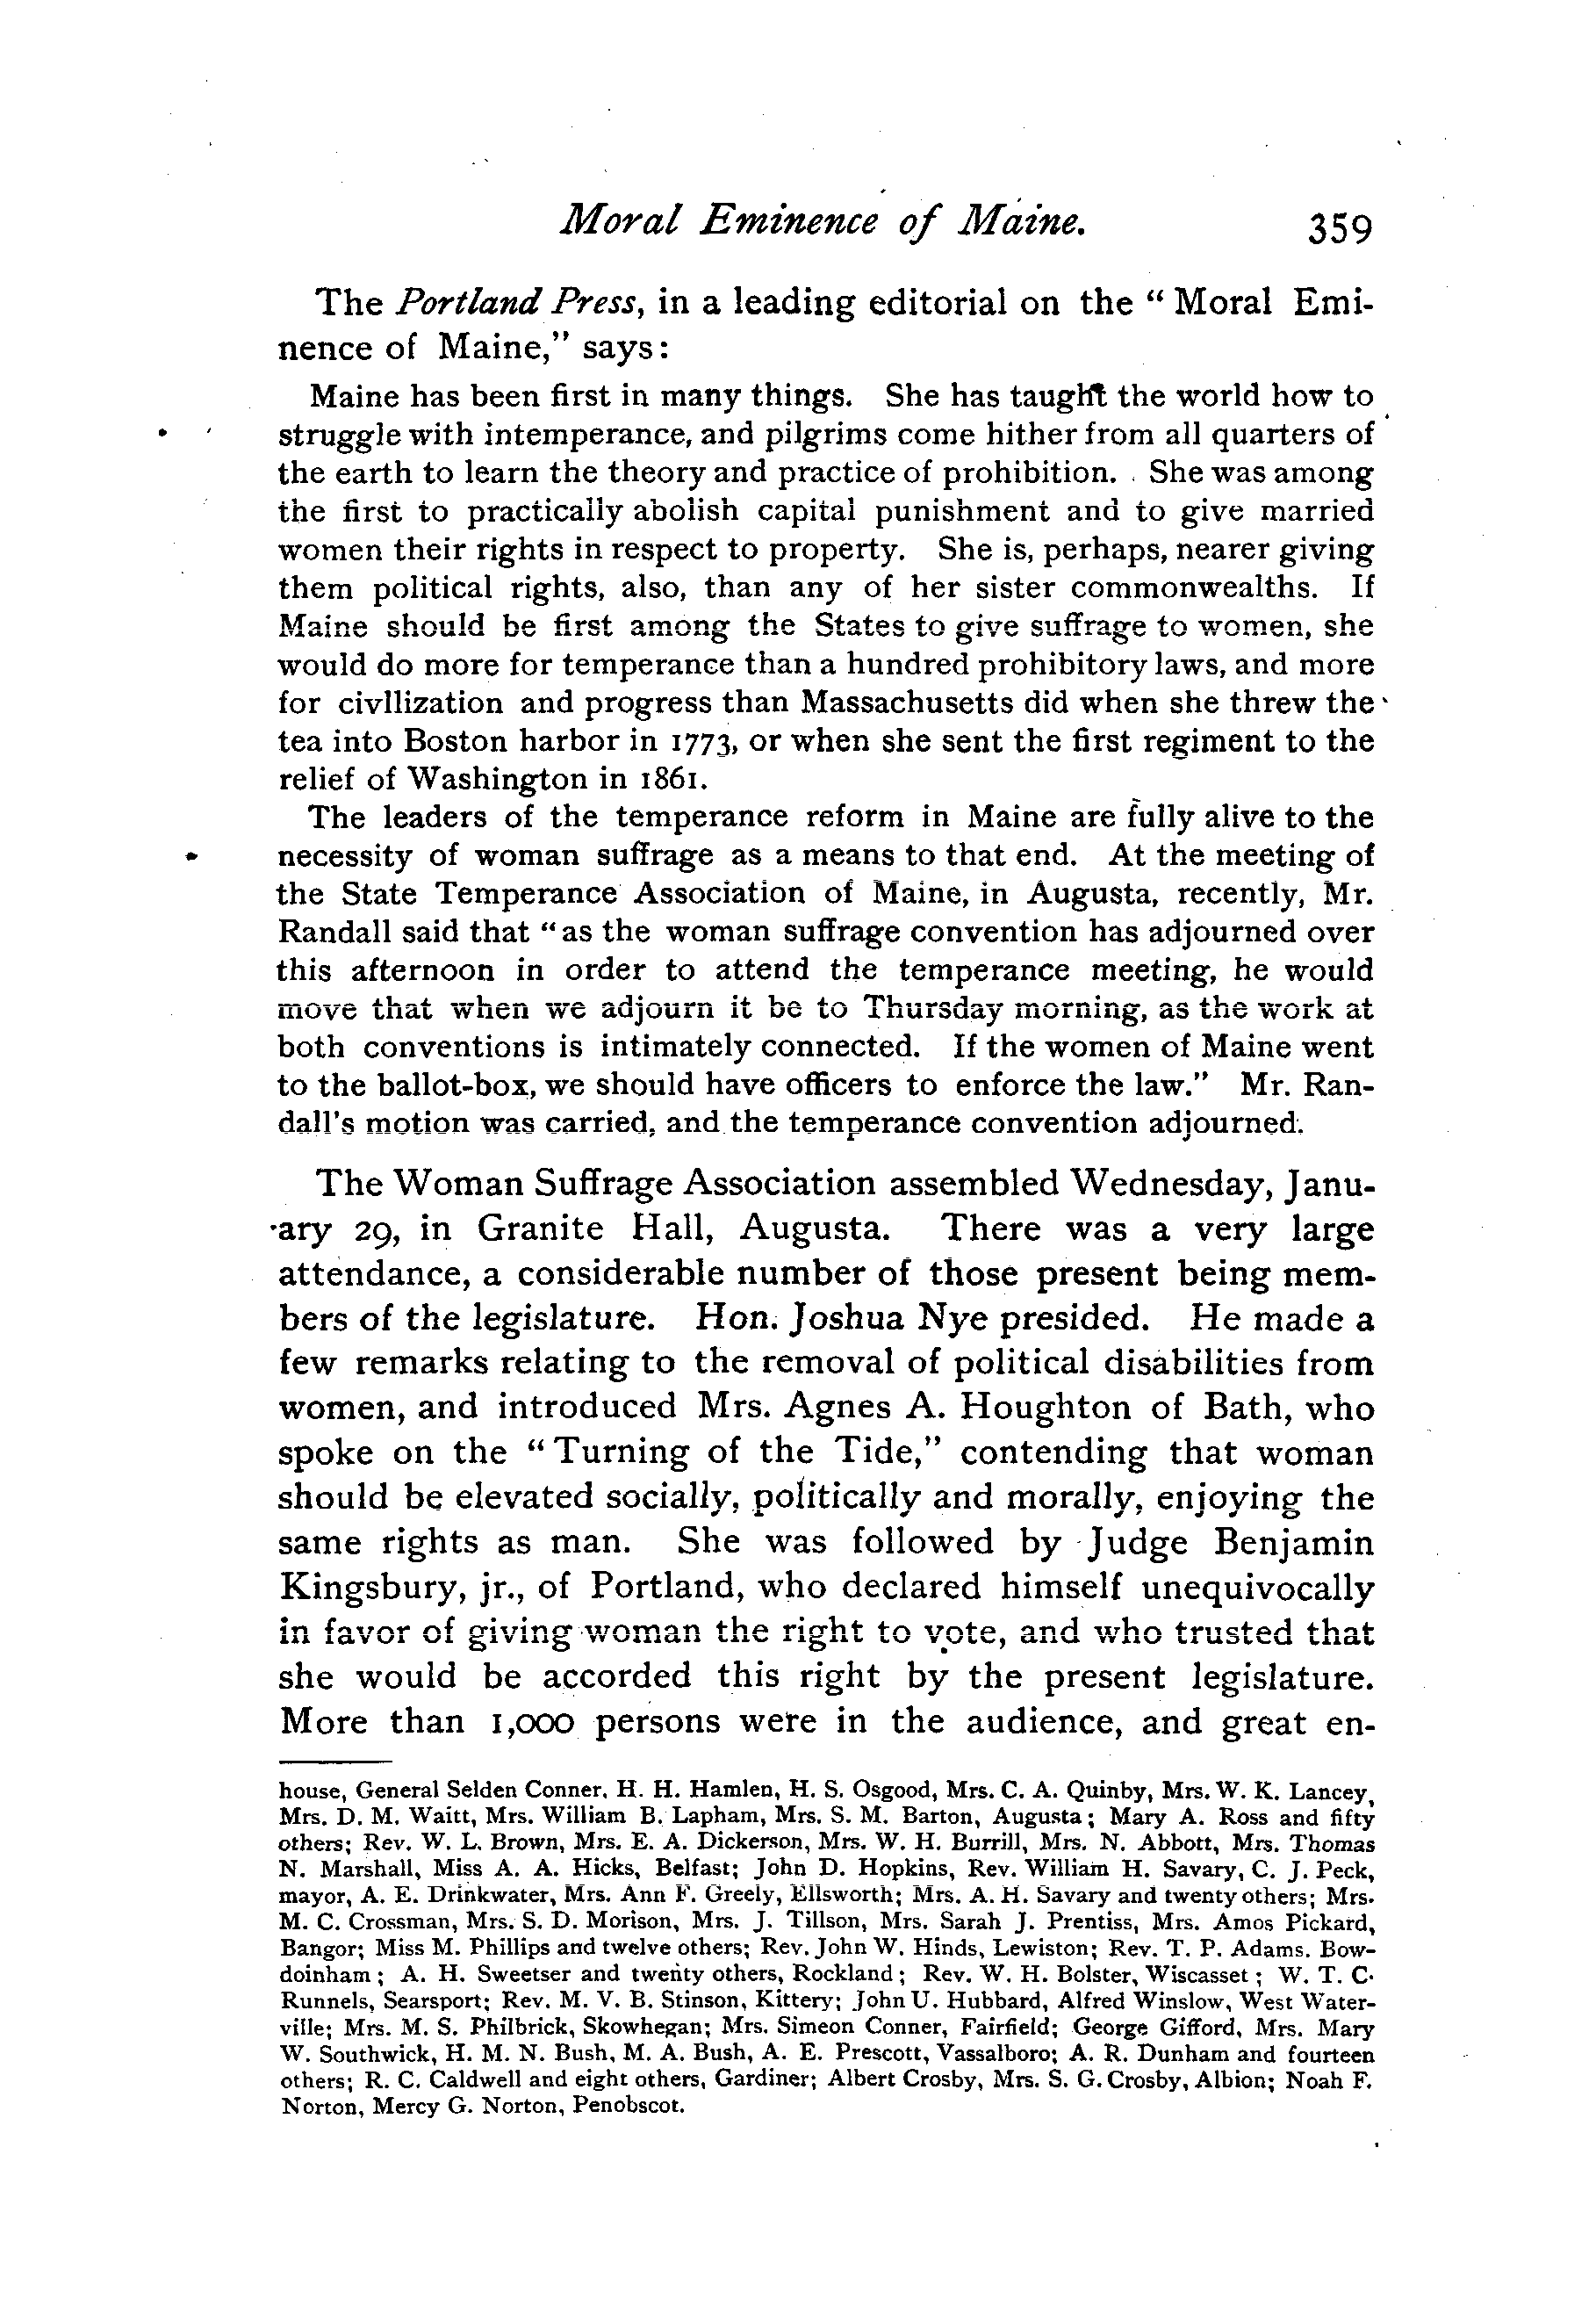 Moral Eminence of Maine. 359
The Portland Press, in a leading editorial on the “ Moral Emi-
nence of Maine,” says:
Maine has been first in many things. She has taught the world how to
struggle with intemperance, and pilgrims come hither from all quarters of
the earth to learn the theory and practice of prohibition. She was among
the first to practically abolish capital punishment and to give married
women their rights in respect to property. She is, perhaps, nearer giving
them political rights, also, than any of her sister commonwealths. If
Maine should be first among the States to give suffrage to women, she
would do more for temperance than a hundred prohibitory laws, and more
for civllization and progress than Massachusetts did when she threw the
tea into Boston harbor in 1773, or when she sent the first regiment to the
relief of Washington in 1861.
The leaders of the temperance reform in Maine are fully alive to the
necessity of woman suffrage as a means to that end. At the meeting of
the State Temperance Association of Maine, in Augusta, recently, Mr.
Randall said that “as the woman suffrage convention has adjourned over
this afternoon in order to attend the temperance meeting, he would
move that when we adjourn it be to Thursday morning, as the work at
both conventions is intimately connected. If the women of Maine went
to the ballot-box, we should have officers to enforce the law.” Mr. Ran-
dall's motion was carried, and the temperance convention adjourned.
The Woman Suffrage Association assembled Wednesday, Janu-
ary 29, in Granite Hall, Augusta. There was a very large
attendance, a considerable number of those present being mem-
bers of the legislature. Hon. Joshua Nye presided. He made a
few remarks relating to the removal of political disabilities from
women, and introduced Mrs. Agnes A. Houghton of Bath, who
spoke on the “ Turning of the Tide,” contending that woman
should be elevated socially, politically and morally, enjoying the
same rights as man. She was followed by Judge Benjamin
Kingsbury, jr., of Portland, who declared himself unequivocally
in favor of giving woman the right to vote, and who trusted that
she would be accorded this right by the present legislature.
More than 1,000 persons were in the audience, and great en-
house, General Selden Conner, H. H. Hamlen, H. S. Osgood, Mrs. C. A. Quinby, Mrs. W. K. Lancey,
Mrs. D. M. Waitt, Mrs. William B. Lapham, Mrs. S. M. Barton, Augusta; Mary A. Ross and fifty
others; Rev. W. L. Brown, Mrs. E. A. Dickerson, Mrs. W. H. Burrill, Mrs. N. Abbott, Mrs. Thomas
N. Marshall, Miss A. A. Hicks, Belfast; John D. Hopkins, Rev. William H. Savary, C. J. Peck,
mayor, A. E. Drinkwater, Mrs. Ann F. Greely, Ellsworth; Mrs. A. H. Savary and twenty others; Mrs.
M. C. Crossman, Mrs. S. D. Morison, Mrs. J. Tillson, Mrs. Sarah J. Prentiss, Mrs. Amos Pickard,
Bangor; Miss M. Phillips and twelve others; Rev. John W. Hinds, Lewiston; Rev. T. P. Adams. Bow-
doinham; A. H. Sweetser and twenty others, Rockland; Rev. W. H. Bolster, Wiscasset; W. T. C.
Runnels, Searsport; Rev. M. V. B. Stinson, Kittery; John U. Hubbard, Alfred Winslow, West Water-
ville; Mrs. M. S. Philbrick, Skowhegan; Mrs. Simeon Conner, Fairfield; George Gifford, Mrs. Mary
W. Southwick, H. M. N. Bush, M. A. Bush, A. E. Prescott, Vassalboro; A. R. Dunham and fourteen
others; R. C. Caldwell and eight others, Gardiner; Albert Crosby, Mrs. S. G. Crosby, Albion; Noah F.
Norton, Mercy G. Norton, Penobscot.